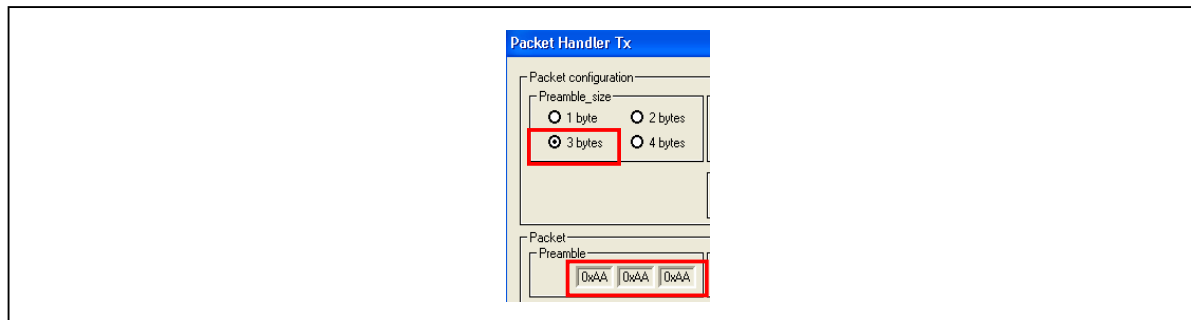 Packet Handler Tx
Packet configuration
Preamble_size
1 byte 2 bytes
3 bytes 4 bytes
Packet
Preamble
0xAA 0xAA 0xAA